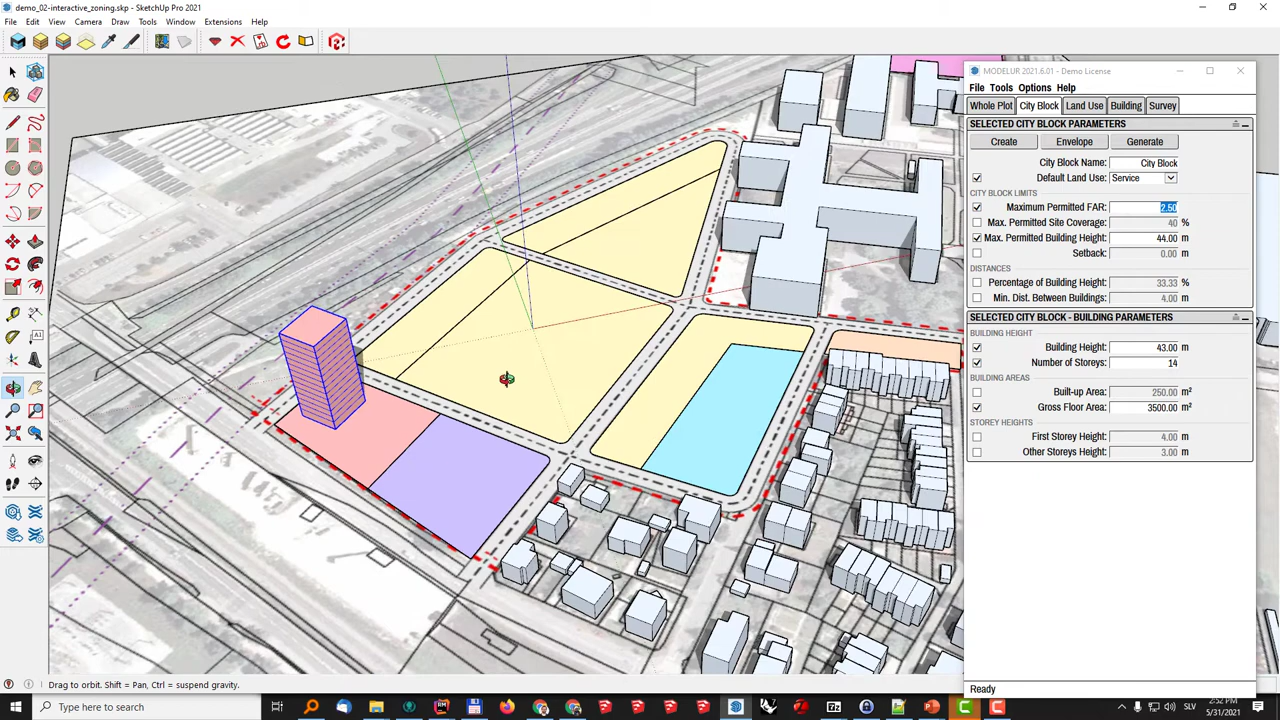 demo_02-interactive_zoning.skp - SketchUp Pro 2021
File Edit View Camera Draw Tools Window Extensions Help
MODELUR 2021.6.01 - Demo License
File Tools Options Help
Whole Plot City Block Land Use Building Survey
SELECTED CITY BLOCK PARAMETERS
Create Envelope Generate
City Block Name: City Block
Default Land Use: Service
CITY BLOCK LIMITS
Maximum Permitted FAR: 2.50
Max. Permitted Site Coverage: 40 %
Max. Permitted Building Height: 44.00 m
Setback: 0.00 m
DISTANCES
Percentage of Building Height: 33.33 %
Min. Dist. Between Buildings: 4.00 m
SELECTED CITY BLOCK - BUILDING PARAMETERS
BUILDING HEIGHT
Building Height: 43.00 m
Number of Storeys: 14
BUILDING AREAS
Built-up Area: 250.00 m²
Gross Floor Area: 3500.00 m²
STOREY HEIGHTS
First Storey Height: 4.00 m
Other Storeys Height: 3.00 m
Ready
Drag to orbit. Shift = Pan, Ctrl = suspend gravity.
Measurements
Type here to search
SLV
2:52 PM
5/31/2021